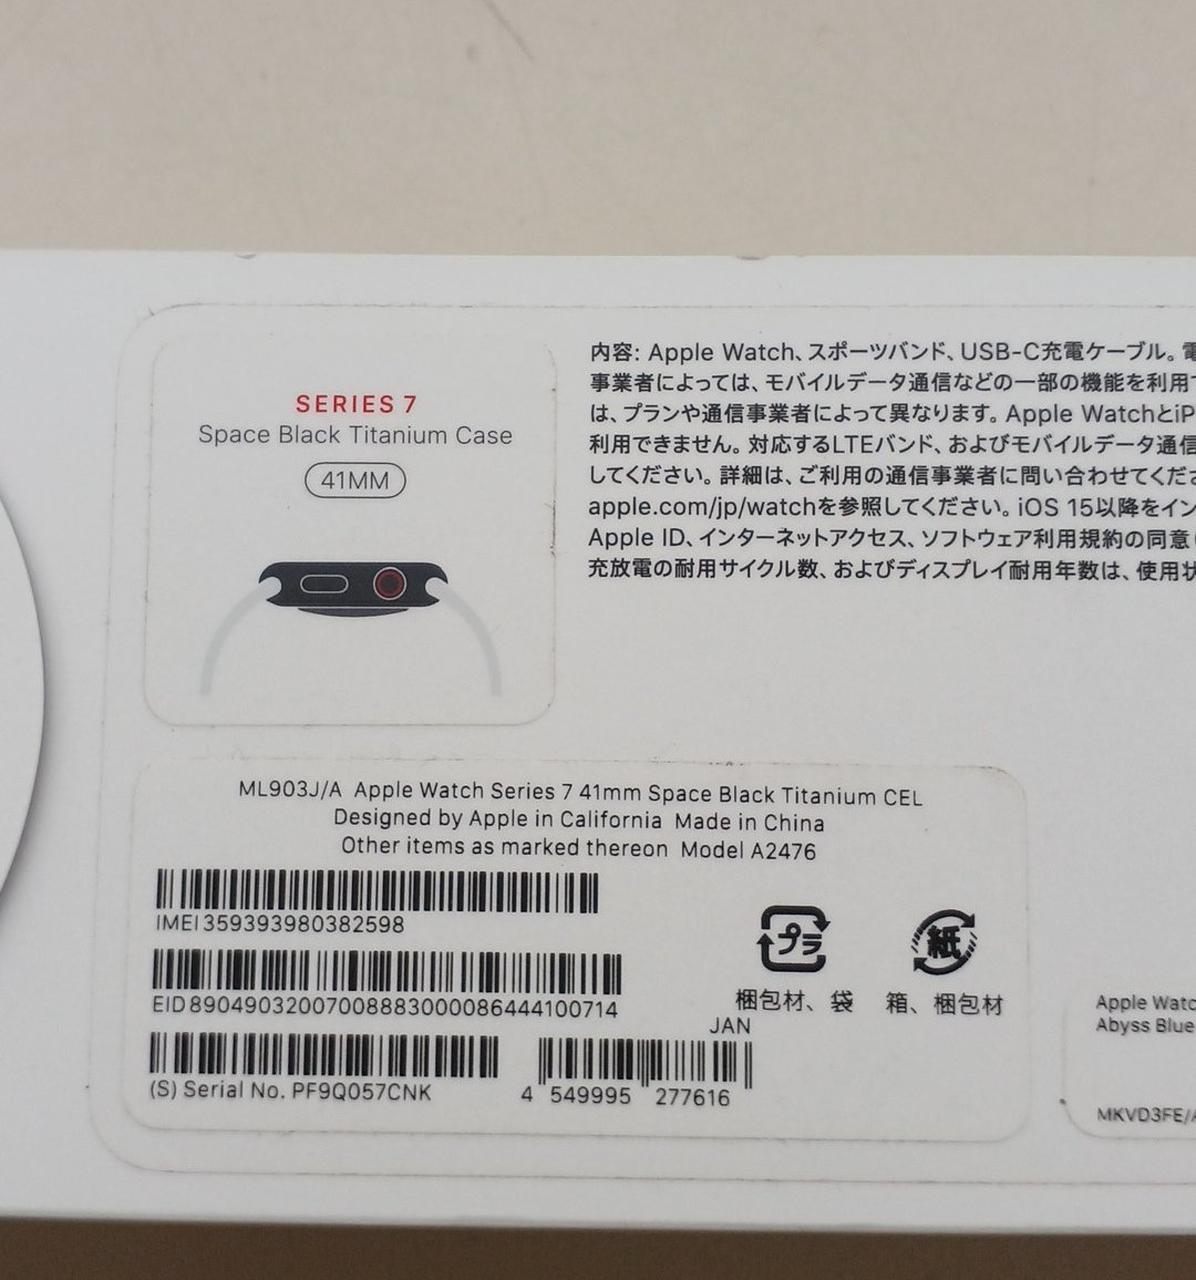 SERIES 7
Space Black Titanium Case
41MM
内容: Apple Watch、スポーツバンド、USB-C充電ケーブル。電
事業者によっては、モバイルデータ通信などの一部の機能を利用
は、プランや通信事業者によって異なります。Apple WatchとiP
利用できません。対応するLTEバンド、およびモバイルデータ通信
してください。詳細は、ご利用の通信事業者に問い合わせてくださ
apple.com/jp/watchを参照してください。iOS 15以降をイン
Apple ID、インターネットアクセス、ソフトウェア利用規約の同意
充放電の耐用サイクル数、およびディスプレイ耐用年数は、使用状
ML903J/A Apple Watch Series 7 41mm Space Black Titanium CEL
Designed by Apple in California Made in China
Other items as marked thereon Model A2476
IMEI 359393980382598
EID 89049032007008883000086444100714
(S) Serial No. PF9Q057CNK
JAN
4 549995 277616
プラ
紙
梱包材、袋
箱、梱包材
Apple Watc
Abyss Blue
MKVD3FE/A